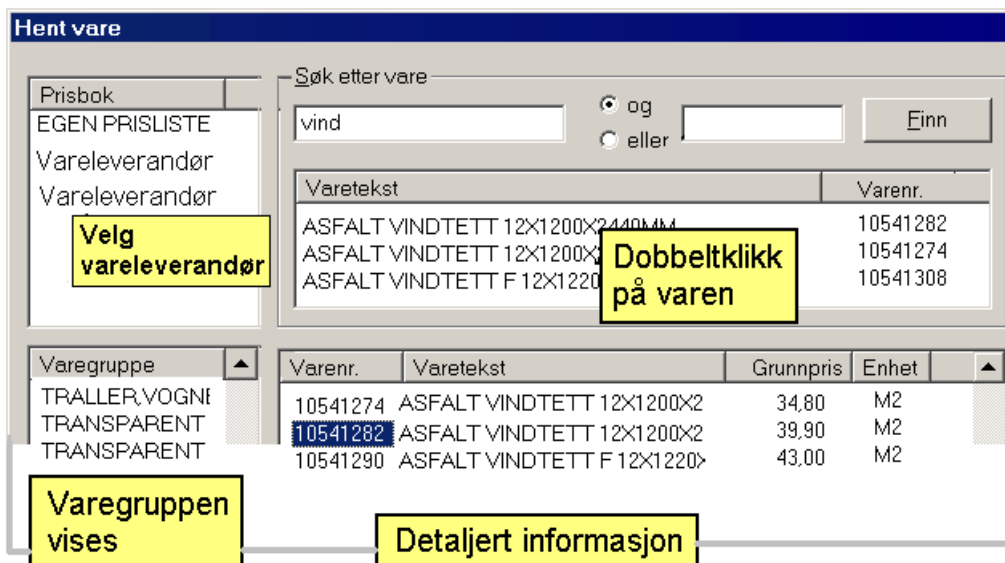 Hent vare
Prisbok
EGEN PRISLISTE
Vareleverandør
Vareleverandør
Velg
vareleverandør
Søk etter vare
vind
og
eller
Finn
Varetekst Varenr.
ASFALT VINDTETT 12X1200X2440MM 10541282
ASFALT VINDTETT 12X1200X 10541274
ASFALT VINDTETT F 12X1220 10541308
Dobbeltklikk
på varen
Varegruppe
TRALLER,VOGNE
TRANSPARENT
TRANSPARENT
Varenr. Varetekst Grunnpris Enhet
10541274 ASFALT VINDTETT 12X1200X2 34,80 M2
10541282 ASFALT VINDTETT 12X1200X2 39,90 M2
10541290 ASFALT VINDTETT F 12X1220X 43,00 M2
Varegruppen
vises
Detaljert informasjon